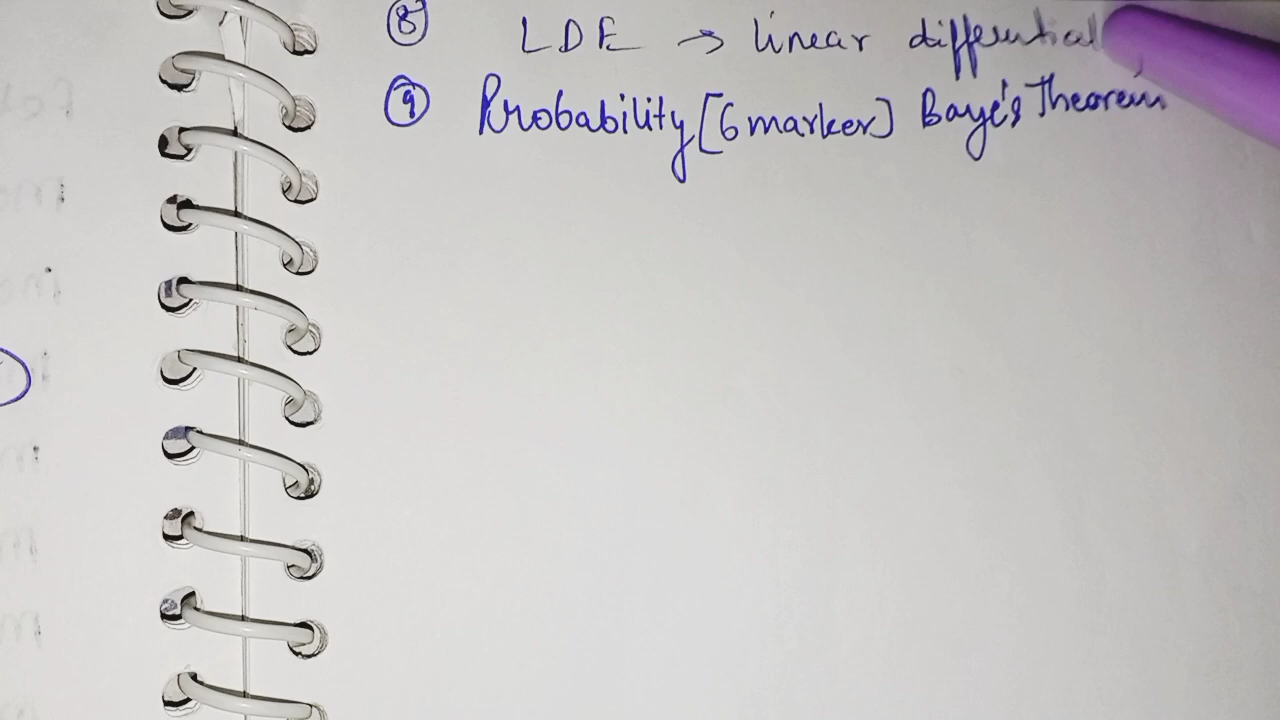 ⑧ LDE → linear differential
⑨ Probability [6 marker] Baye's Theorem